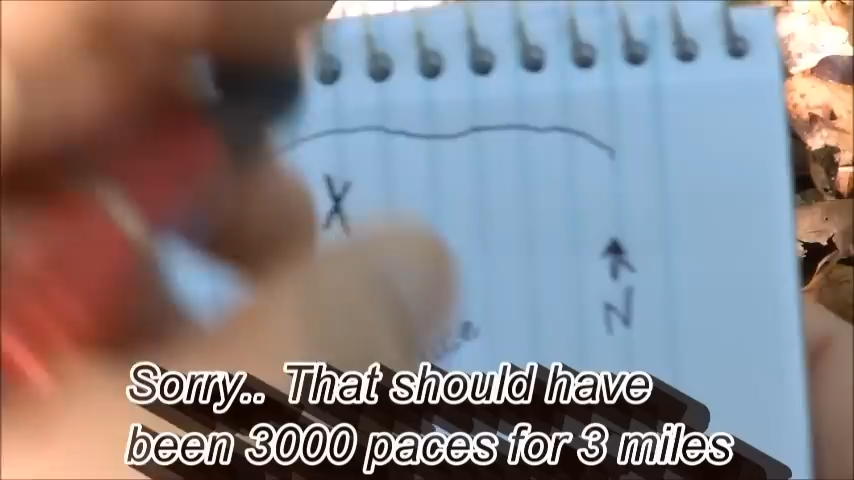 X
N
Sorry.. That should have
been 3000 paces for 3 miles